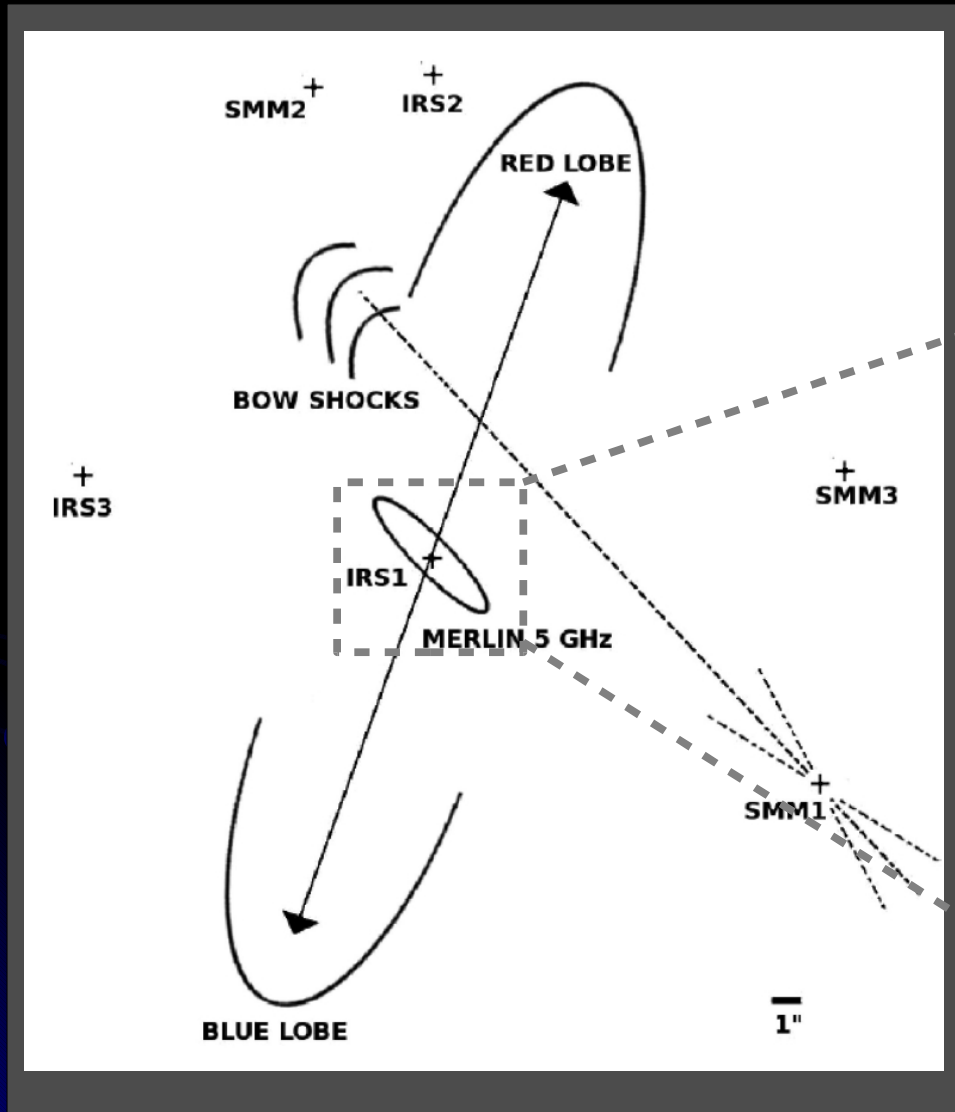 SMM2
IRS2
RED LOBE
BOW SHOCKS
IRS3
SMM3
IRS1
MERLIN 5 GHz
SMM1
1"
BLUE LOBE